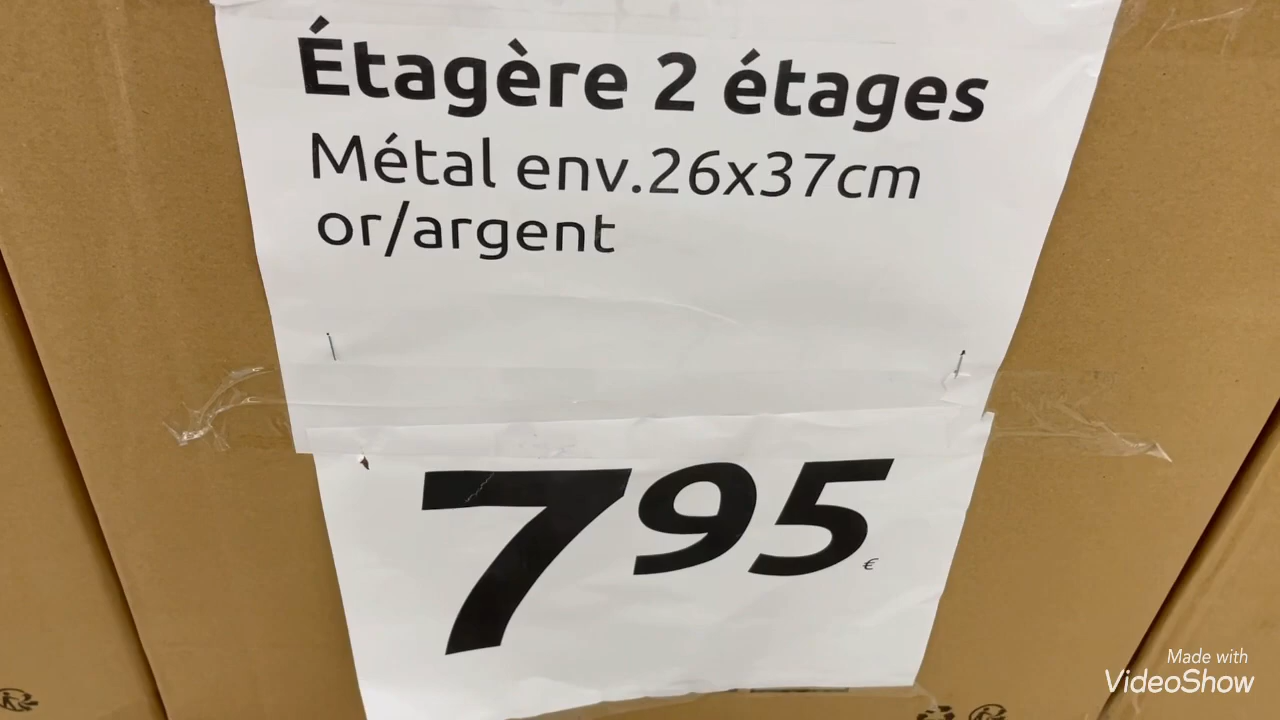 Étagère 2 étages
Métal env.26x37cm
or/argent
795€
Made with
VideoShow